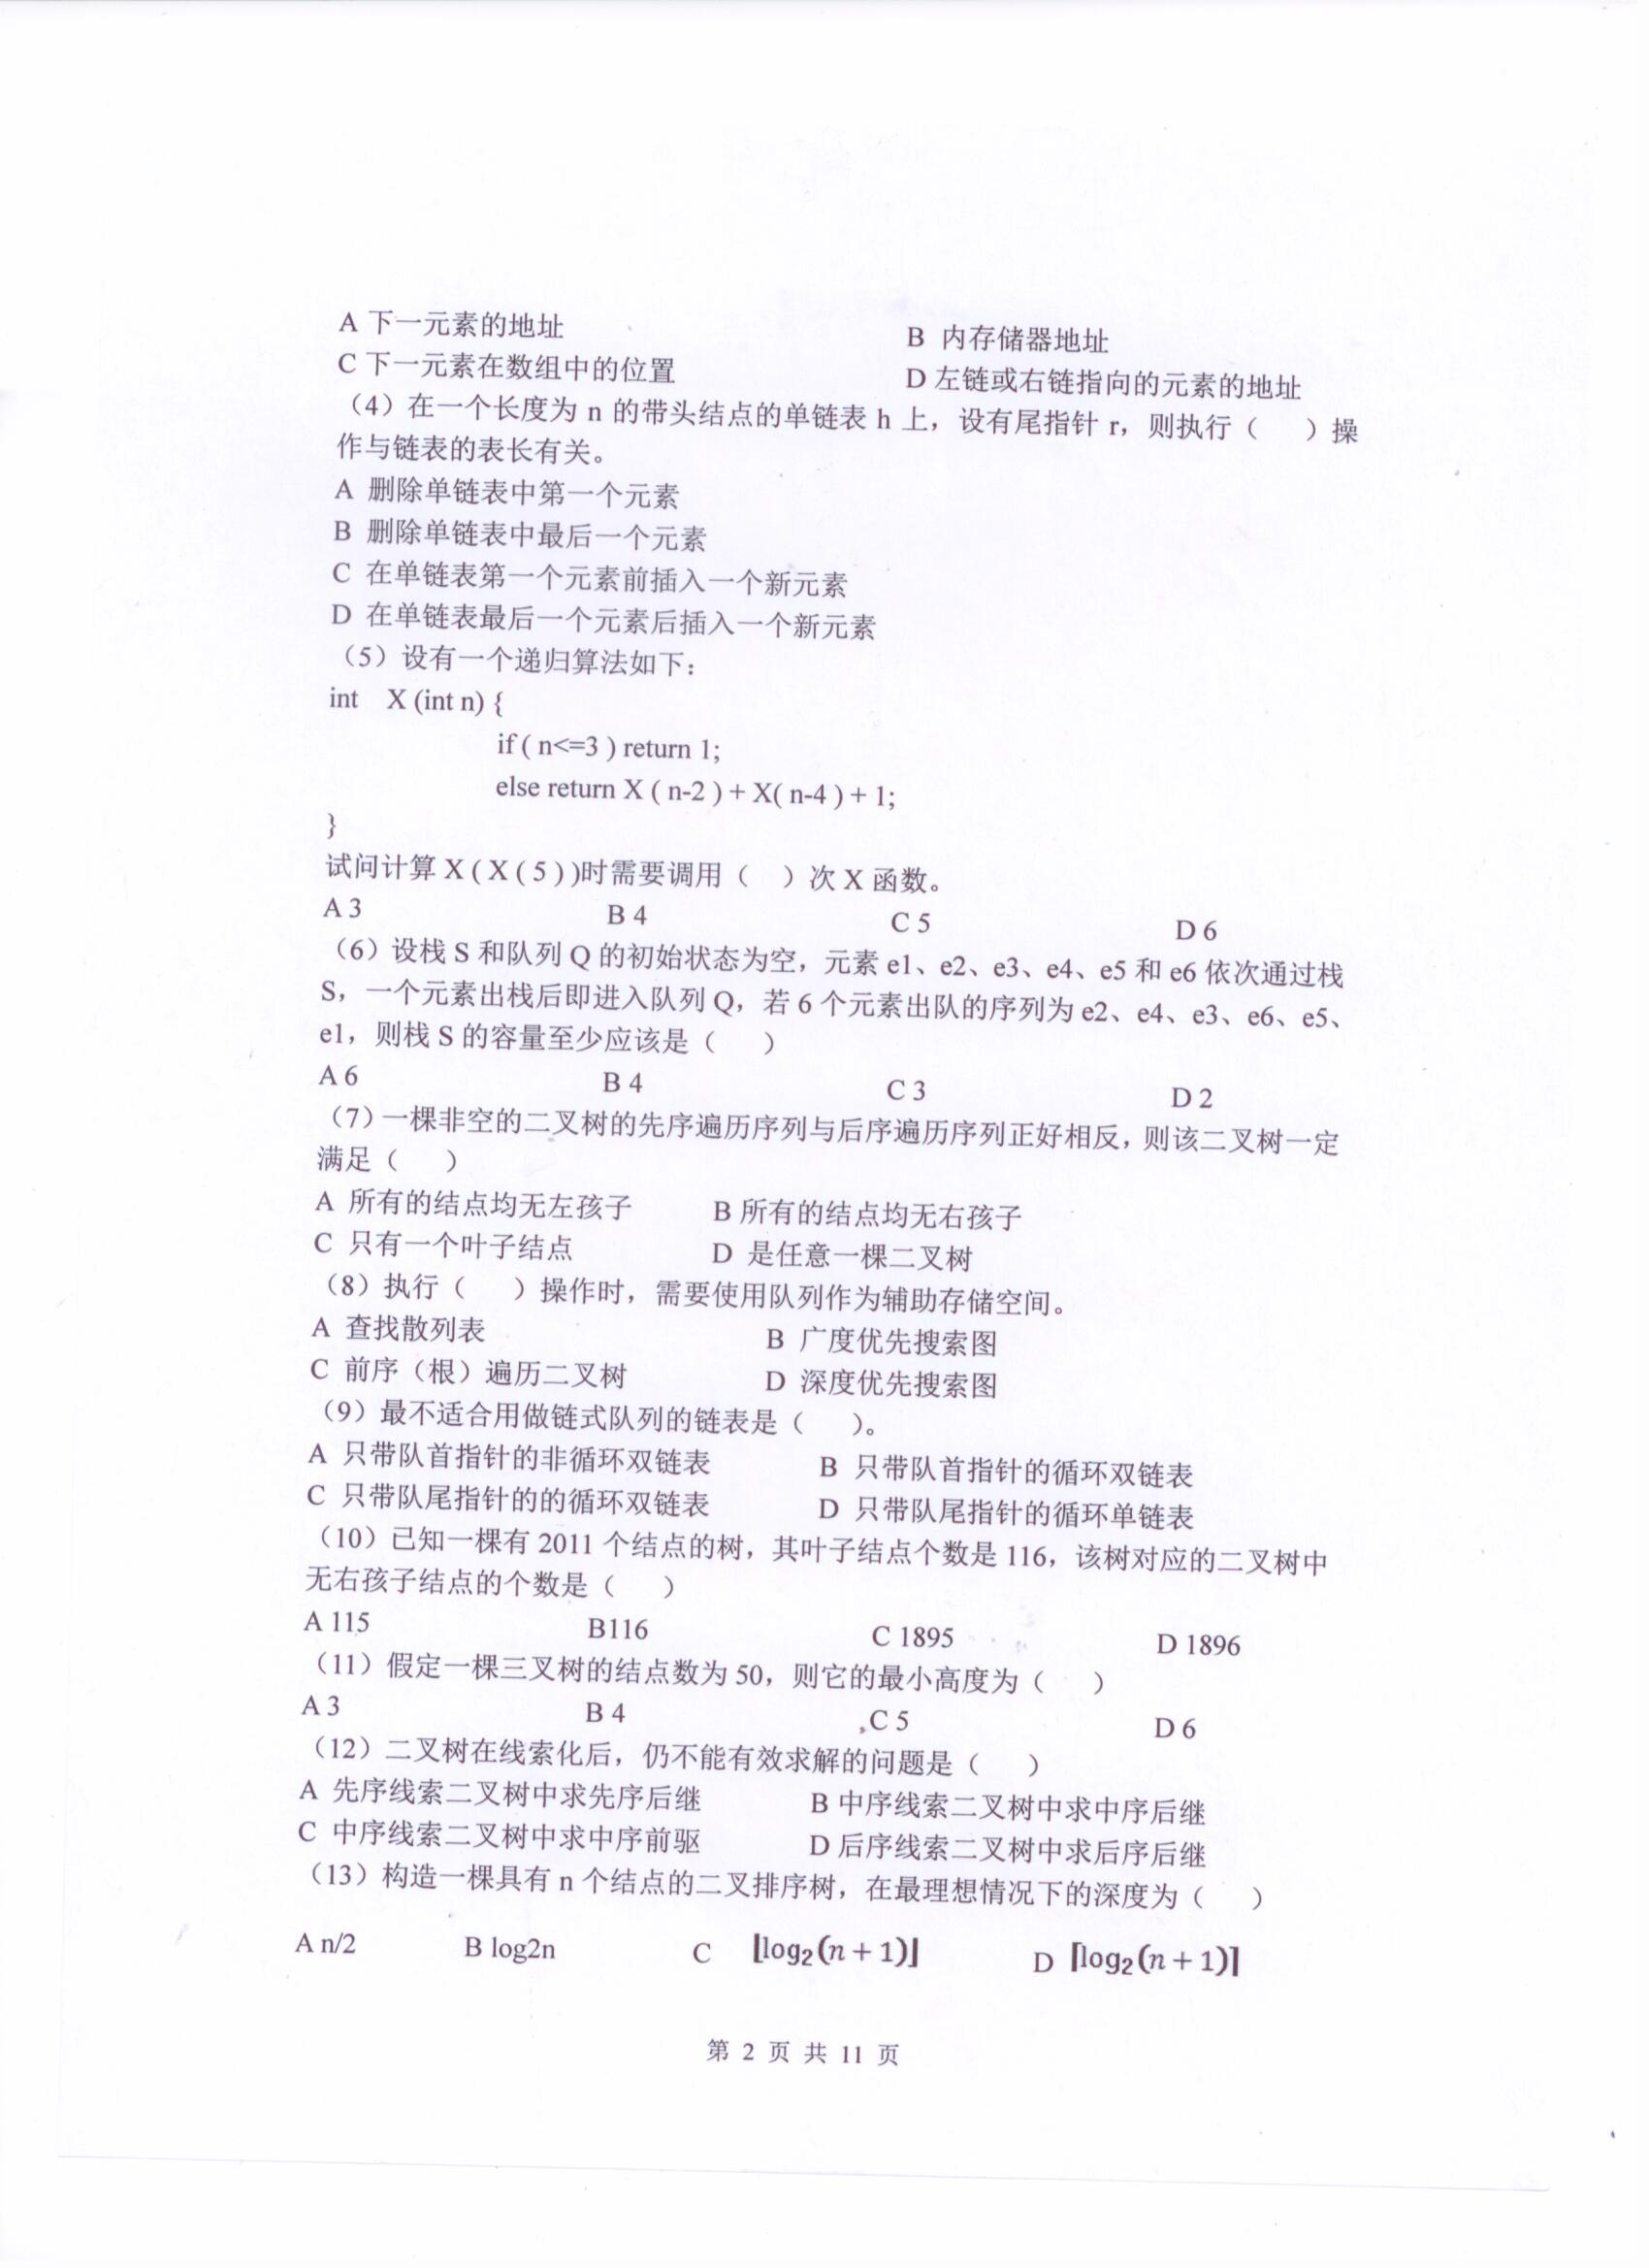 A 下一元素的地址 B 内存储器地址
C 下一元素在数组中的位置 D 左链或右链指向的元素的地址
（4）在一个长度为 n 的带头结点的单链表 h 上，设有尾指针 r，则执行（ ）操
作与链表的表长有关。
A 删除单链表中第一个元素
B 删除单链表中最后一个元素
C 在单链表第一个元素前插入一个新元素
D 在单链表最后一个元素后插入一个新元素
（5）设有一个递归算法如下：
int X (int n) {
if ( n<=3 ) return 1;
else return X ( n-2 ) + X( n-4 ) + 1;
}
试问计算 X ( X ( 5 ) )时需要调用（ ）次 X 函数。
A 3 B 4 C 5 D 6
（6）设栈 S 和队列 Q 的初始状态为空，元素 e1、e2、e3、e4、e5 和 e6 依次通过栈
S，一个元素出栈后即进入队列 Q，若 6 个元素出队的序列为 e2、e4、e3、e6、e5、
e1，则栈 S 的容量至少应该是（ ）
A 6 B 4 C 3 D 2
（7）一棵非空的二叉树的先序遍历序列与后序遍历序列正好相反，则该二叉树一定
满足（ ）
A 所有的结点均无左孩子 B 所有的结点均无右孩子
C 只有一个叶子结点 D 是任意一棵二叉树
（8）执行（ ）操作时，需要使用队列作为辅助存储空间。
A 查找散列表 B 广度优先搜索图
C 前序（根）遍历二叉树 D 深度优先搜索图
（9）最不适合用做链式队列的链表是（ ）。
A 只带队首指针的非循环双链表 B 只带队首指针的循环双链表
C 只带队尾指针的的循环双链表 D 只带队尾指针的循环单链表
（10）已知一棵有 2011 个结点的树，其叶子结点个数是 116，该树对应的二叉树中
无右孩子结点的个数是（ ）
A 115 B116 C 1895 D 1896
（11）假定一棵三叉树的结点数为 50，则它的最小高度为（ ）
A 3 B 4 C 5 D 6
（12）二叉树在线索化后，仍不能有效求解的问题是（ ）
A 先序线索二叉树中求先序后继 B 中序线索二叉树中求中序后继
C 中序线索二叉树中求中序前驱 D 后序线索二叉树中求后序后继
（13）构造一棵具有 n 个结点的二叉排序树，在最理想情况下的深度为（ ）
A n/2 B log2n C ⌊log₂(n + 1)⌋ D ⌈log₂(n + 1)⌉
第 2 页 共 11 页